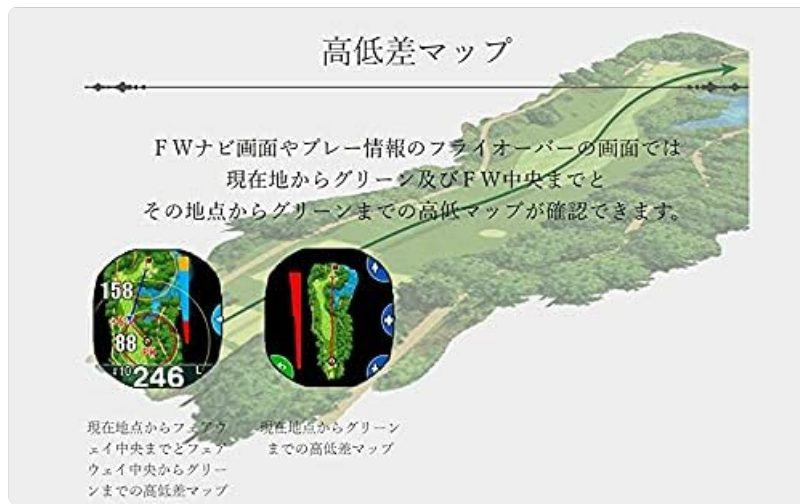 高低差マップ
FWナビ画面やプレー情報のフライオーバーの画面では
現在地からグリーン及びFW中央までと
その地点からグリーンまでの高低マップが確認できます。
158
88
246
L
現在地点からフェアウ
ェイ中央までとフェア
ウェイ中央からグリー
ンまでの高低差マップ
現在地点からグリーン
までの高低差マップ